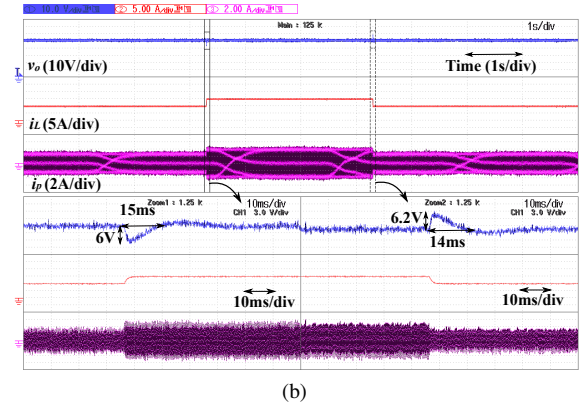 10.0 V/div
② 5.00 A/div
③ 2.00 A/div
Main : 125 k
1s/div
vo (10V/div)
Time (1s/div)
iL (5A/div)
ip (2A/div)
Zoom1 : 1.25 k
10ms/div
CH1 3.0 V/div
Zoom2 : 1.25 k
10ms/div
CH1 3.0 V/div
15ms
6V
6.2V
14ms
10ms/div
10ms/div
(b)